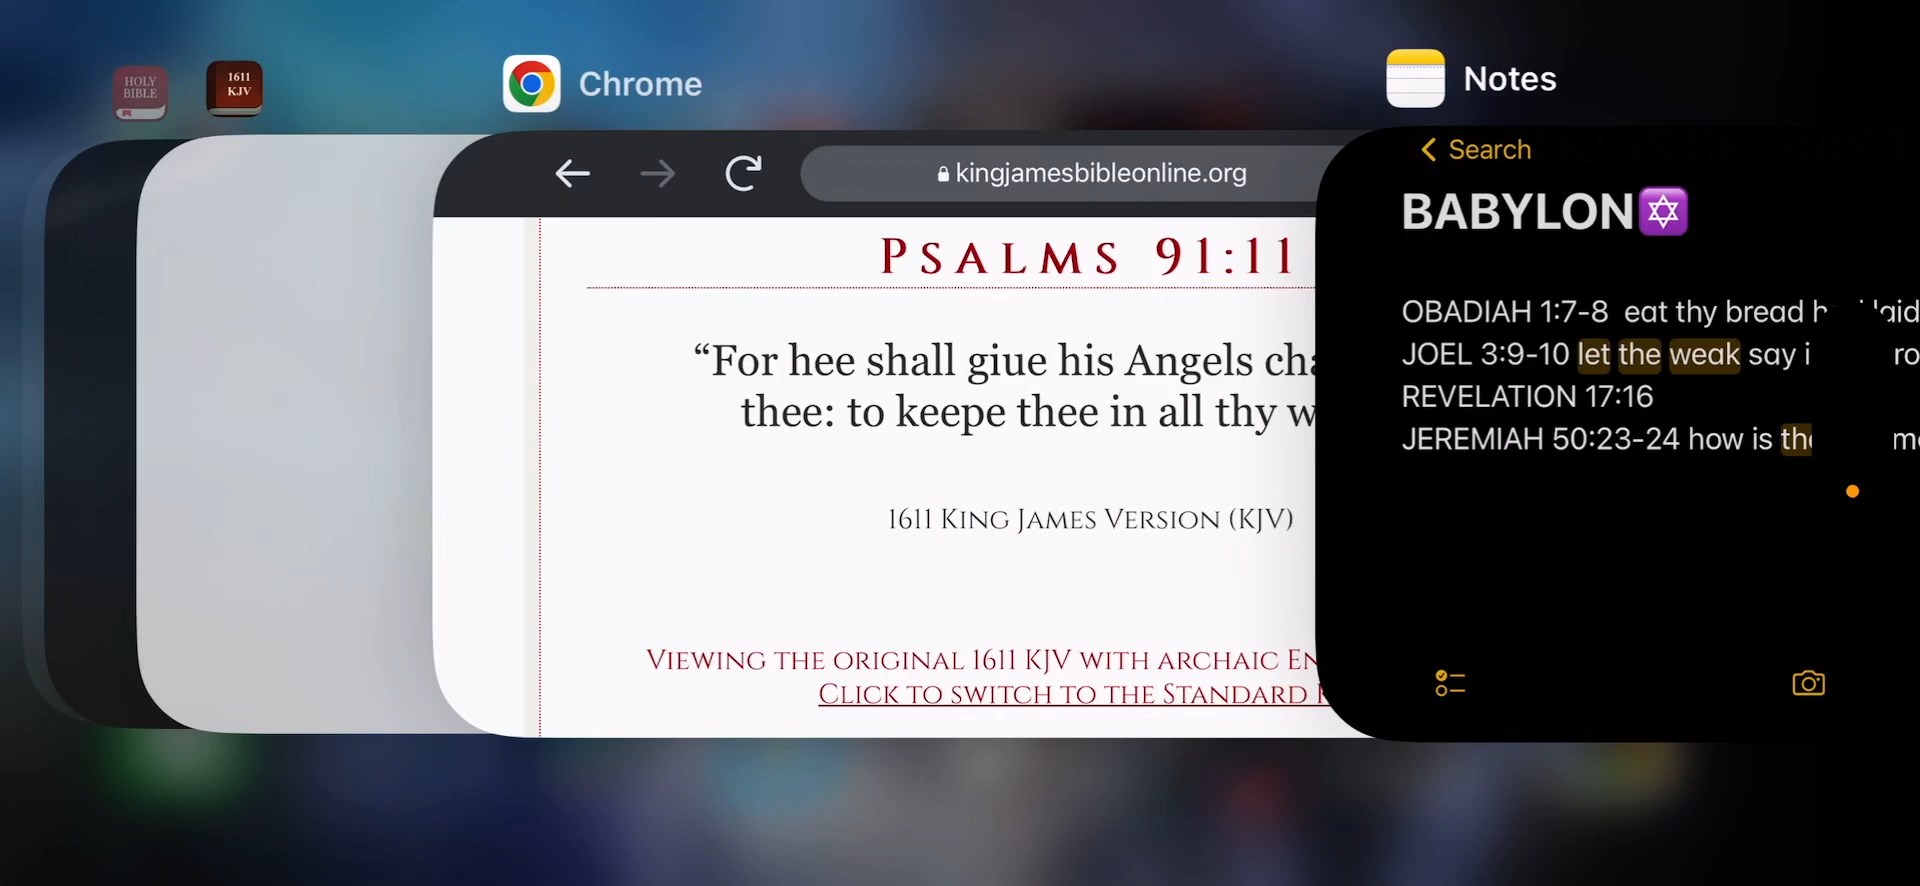 HOLY
BIBLE
1611
KJV
Chrome
Notes
kingjamesbibleonline.org
PSALMS 91:11
“For hee shall giue his Angels
thee: to keepe thee in all thy
1611 KING JAMES VERSION (KJV)
VIEWING THE ORIGINAL 1611 KJV WITH ARCHAIC
CLICK TO SWITCH TO THE STANDARD
Search
BABYLON✡
OBADIAH 1:7-8 eat thy bread
JOEL 3:9-10 let the weak say i
REVELATION 17:16
JEREMIAH 50:23-24 how is the